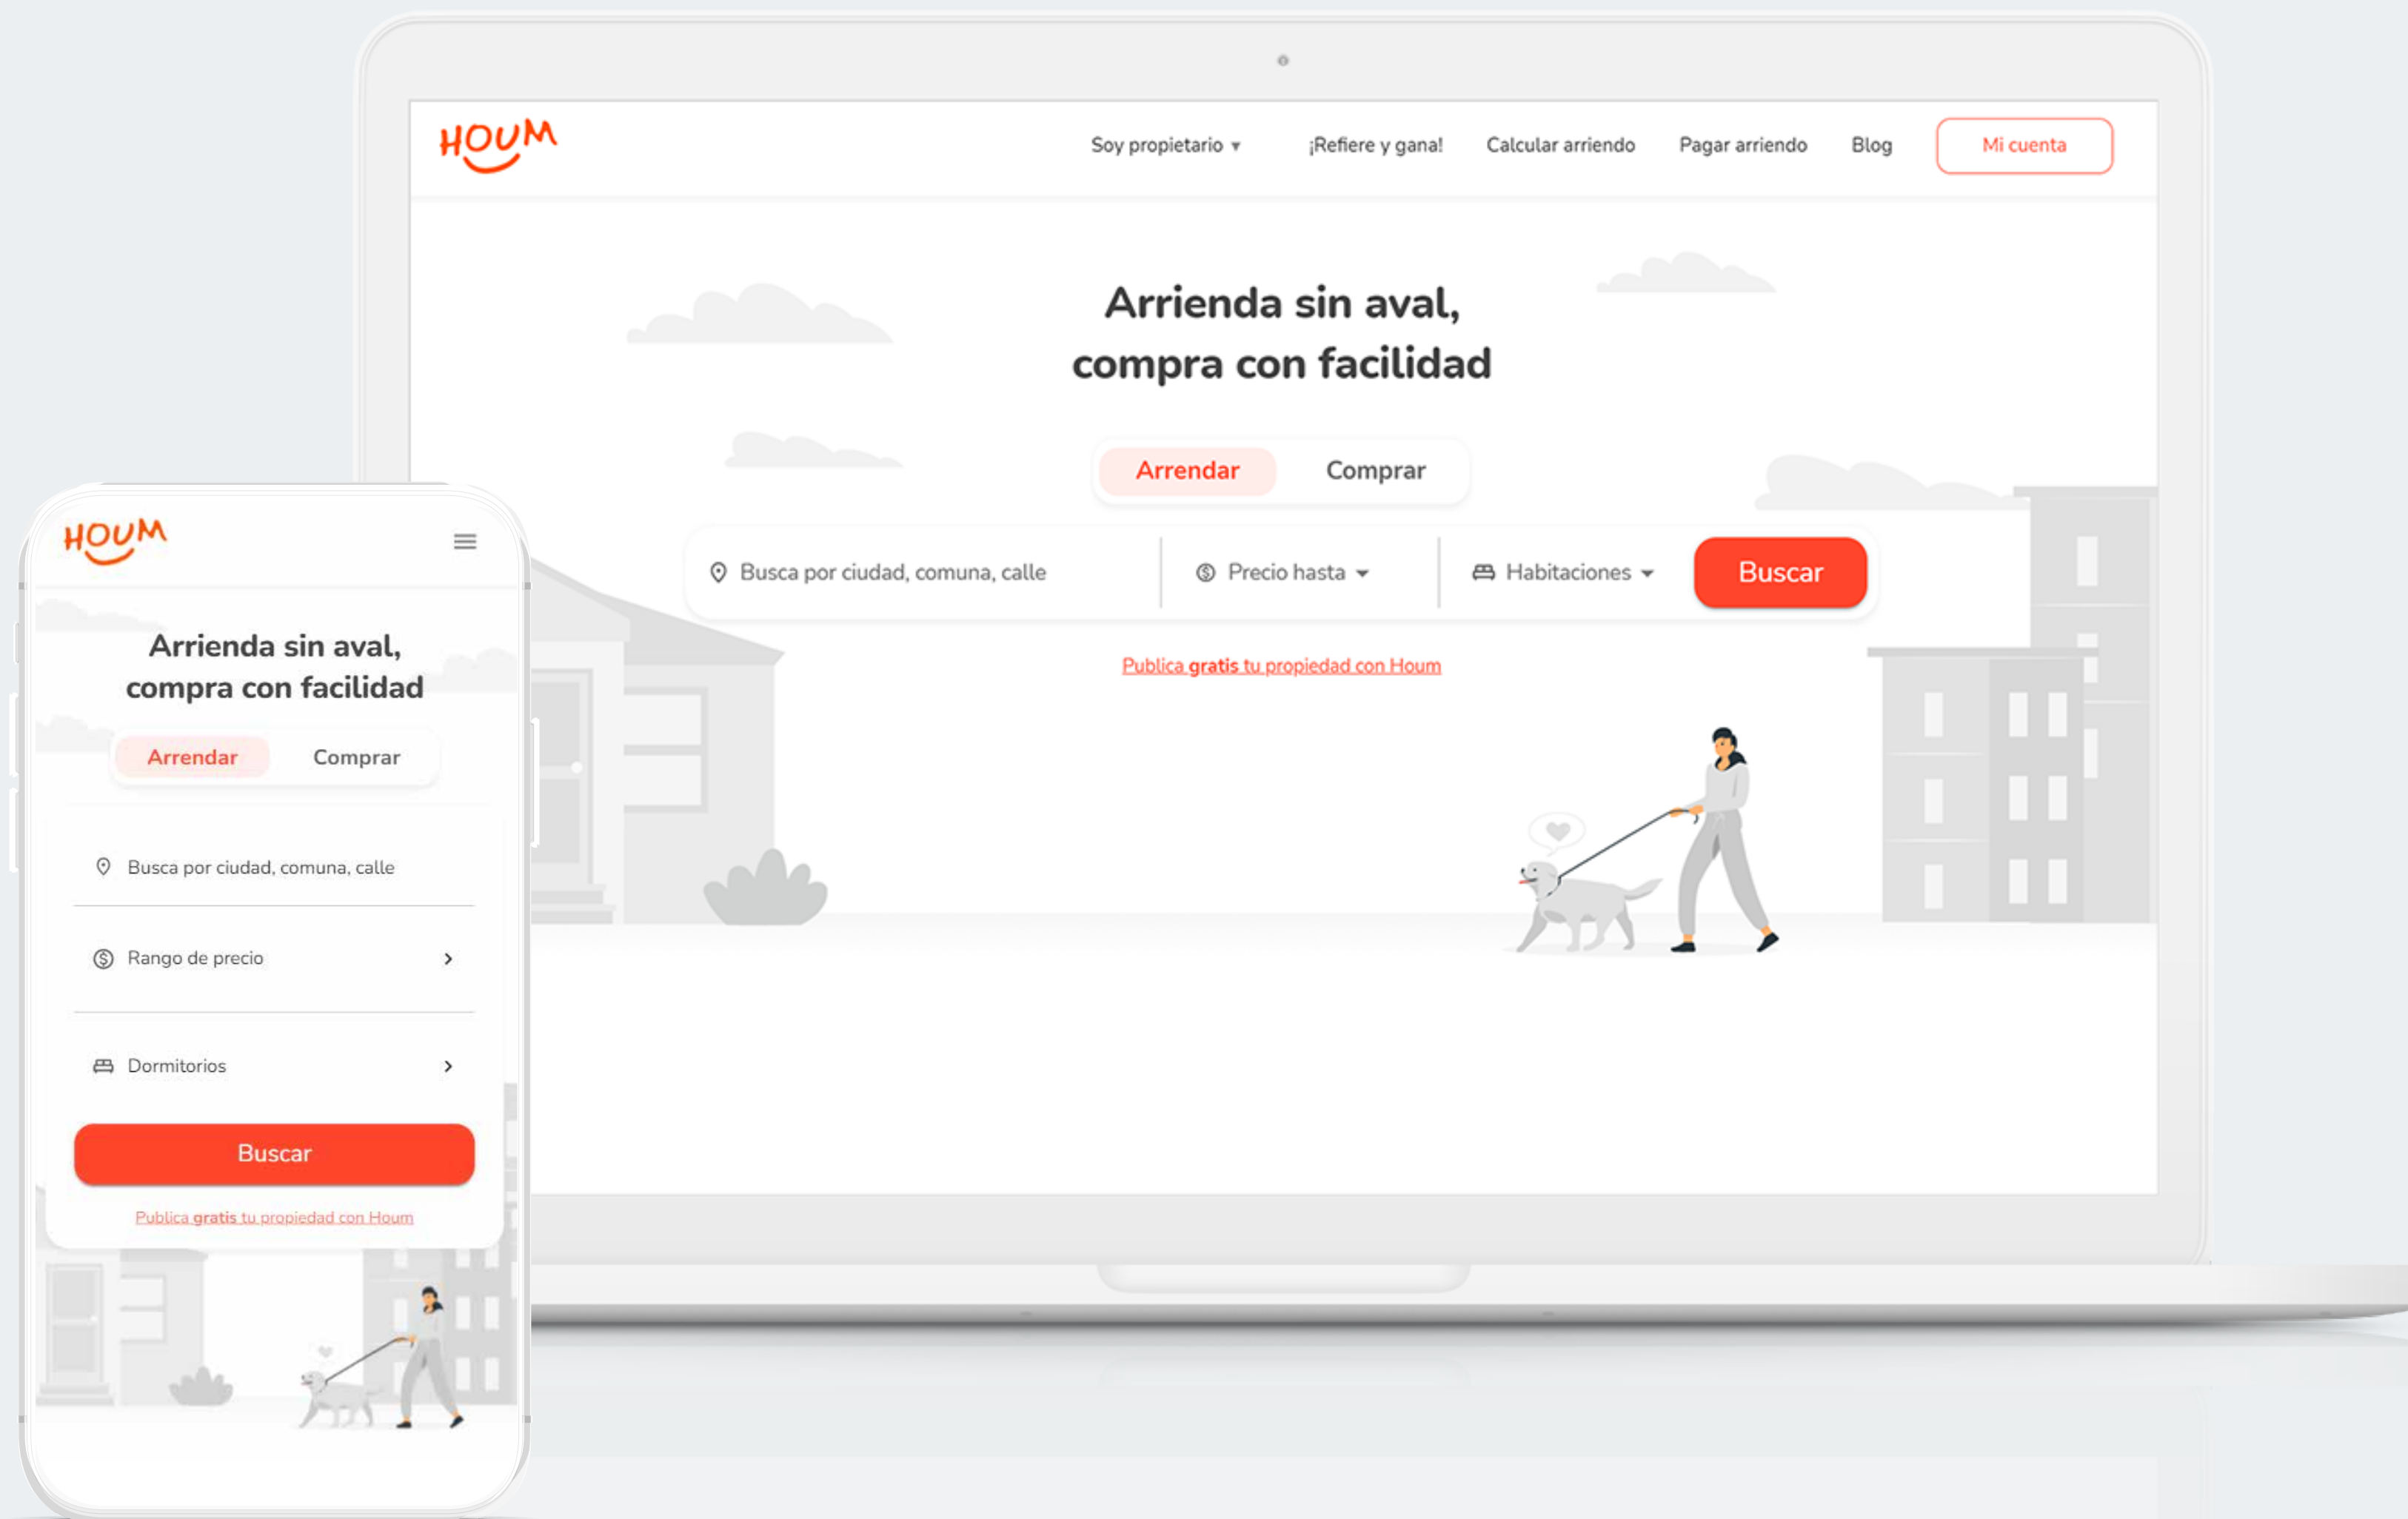 HOUM
Soy propietario ¡Refiere y gana! Calcular arriendo Pagar arriendo Blog Mi cuenta
Arrienda sin aval,
compra con facilidad
Arrendar Comprar
Busca por ciudad, comuna, calle Precio hasta Habitaciones Buscar
Publica gratis tu propiedad con Houm
HOUM
Arrienda sin aval,
compra con facilidad
Arrendar Comprar
Busca por ciudad, comuna, calle
Rango de precio
Dormitorios
Buscar
Publica gratis tu propiedad con Houm